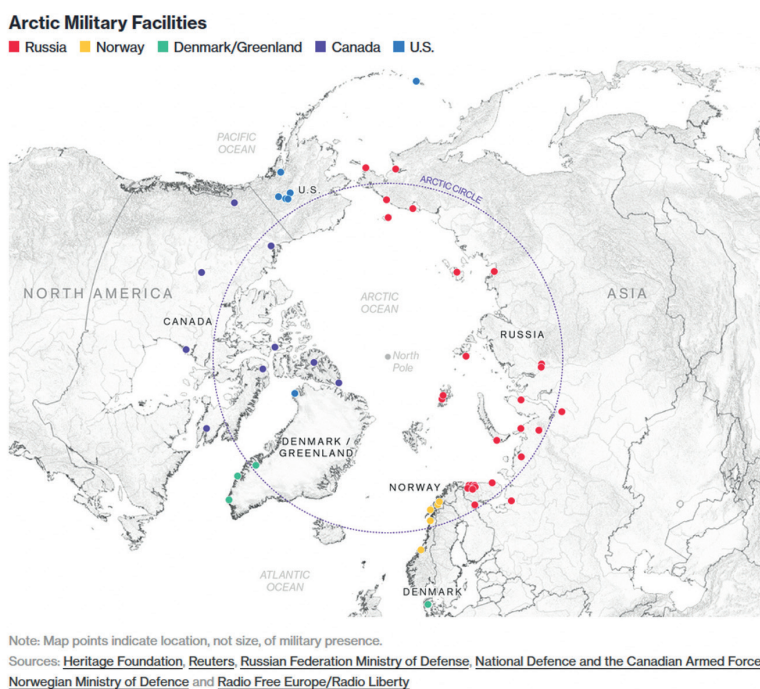 Arctic Military Facilities
Russia Norway Denmark/Greenland Canada U.S.
PACIFIC
OCEAN
U.S.
ARCTIC CIRCLE
NORTH AMERICA
ASIA
ARCTIC
OCEAN
CANADA
RUSSIA
North
Pole
DENMARK /
GREENLAND
NORWAY
ATLANTIC
OCEAN
DENMARK
Note: Map points indicate location, not size, of military presence.
Sources: Heritage Foundation, Reuters, Russian Federation Ministry of Defense, National Defence and the Canadian Armed Force
Norwegian Ministry of Defence and Radio Free Europe/Radio Liberty